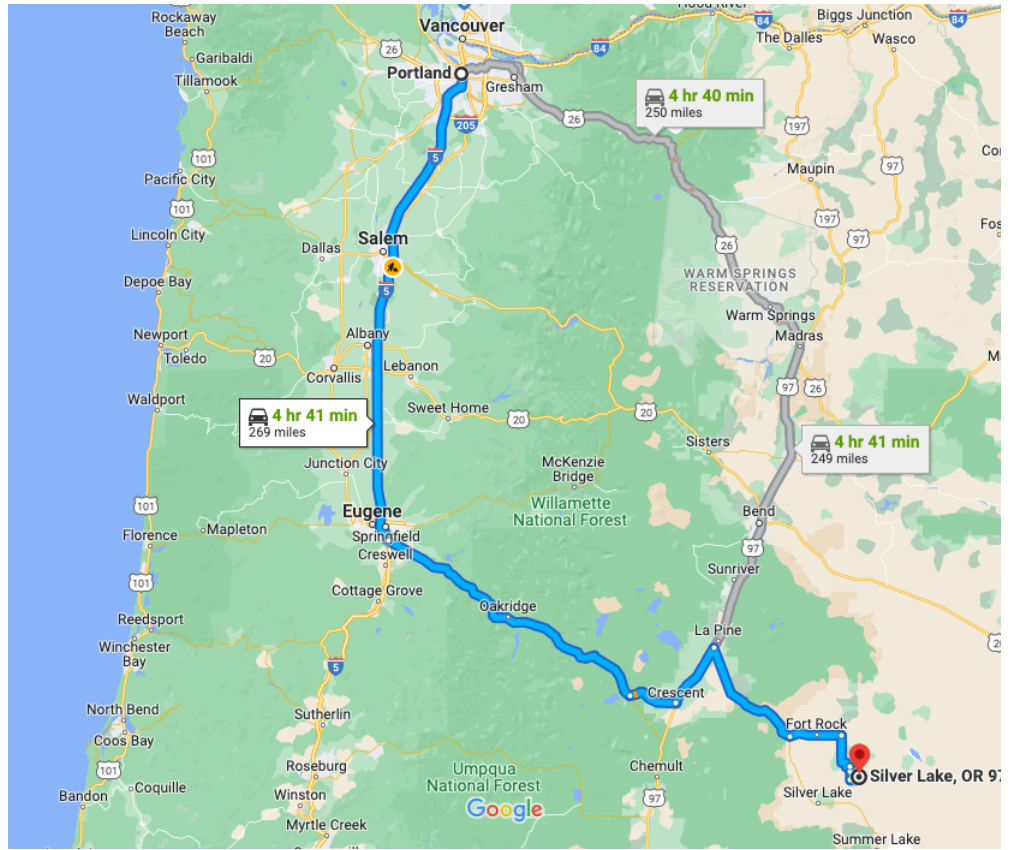 Rockaway
Beach
Vancouver
Hood River
Biggs Junction
84
26
84
The Dalles
Wasco
Garibaldi
Portland
Tillamook
Gresham
4 hr 40 min
250 miles
205
26
197
101
5
Maupin
Pacific City
101
197
Lincoln City
Salem
97
Dallas
26
WARM SPRINGS
RESERVATION
Depoe Bay
5
Warm Springs
Newport
Albany
Madras
Toledo
20
Lebanon
Corvallis
97
26
Waldport
4 hr 41 min
269 miles
Sweet Home
20
20
Sisters
4 hr 41 min
249 miles
Junction City
McKenzie
Bridge
101
Willamette
National Forest
Eugene
Bend
Mapleton
Florence
Springfield
Creswell
97
101
Sunriver
Cottage Grove
Oakridge
Reedsport
La Pine
Winchester
Bay
5
Crescent
North Bend
Sutherlin
Fort Rock
Coos Bay
Roseburg
Umpqua
National Forest
Chemult
101
Silver Lake, OR 97
Coquille
Winston
Bandon
97
Silver Lake
Google
Myrtle Creek
Summer Lake